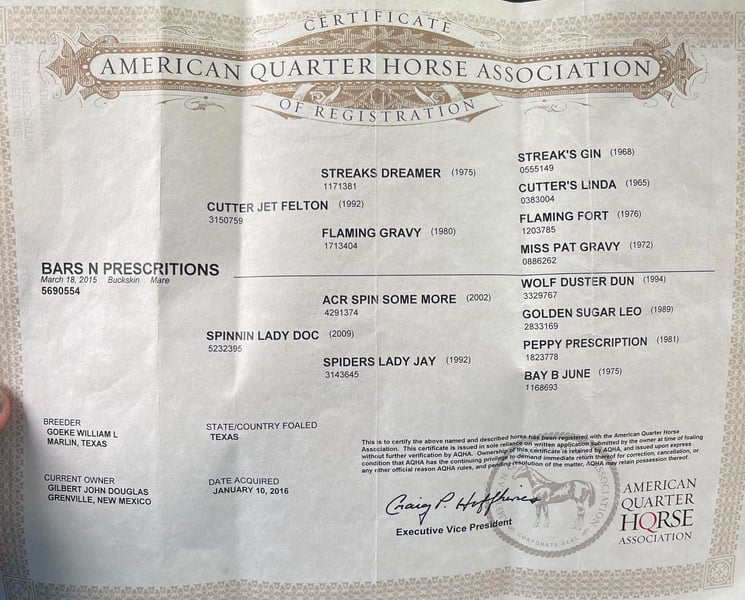 CERTIFICATE
AMERICAN QUARTER HORSE ASSOCIATION
OF REGISTRATION
STREAK'S GIN (1968)
0555149
STREAKS DREAMER (1975)
1171381
CUTTER'S LINDA (1965)
0383004
CUTTER JET FELTON (1992)
3150759
FLAMING FORT (1976)
1203785
FLAMING GRAVY (1980)
1713404
MISS PAT GRAVY (1972)
0886262
BARS N PRESCRITIONS
March 18, 2015 Buckskin Mare
5690554
WOLF DUSTER DUN (1994)
3329767
ACR SPIN SOME MORE (2002)
4291374
GOLDEN SUGAR LEO (1989)
2833169
SPINNIN LADY DOC (2009)
5232395
PEPPY PRESCRIPTION (1981)
1823778
SPIDERS LADY JAY (1992)
3143645
BAY B JUNE (1975)
1168693
BREEDER
GOEKE WILLIAM L
MARLIN, TEXAS
STATE/COUNTRY FOALED
TEXAS
CURRENT OWNER
GILBERT JOHN DOUGLAS
GRENVILLE, NEW MEXICO
DATE ACQUIRED
JANUARY 10, 2016
This is to certify the above named and described horse has been registered with the American Quarter Horse
Association. This certificate is issued in sole reliance on written application submitted by the owner at time of foaling
without further verification by AQHA. Ownership of this certificate is retained by AQHA, and issued upon express
condition that AQHA has the continuing privilege to demand immediate return thereof for correction, cancellation, or
any other official reason AQHA rules, and pending resolution of the matter, AQHA may retain possession thereof.
Craig P. Huffhines
Executive Vice President
CORPORATE SEAL
AMERICAN
QUARTER
HORSE
ASSOCIATION